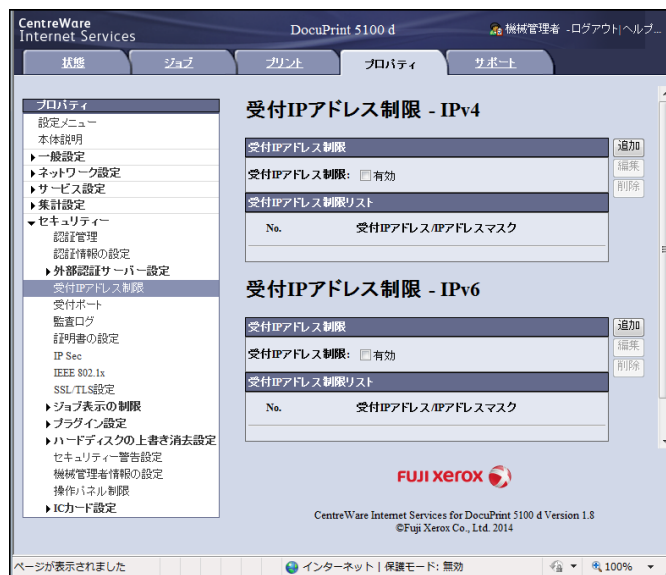 CentreWare
Internet Services
DocuPrint 5100 d
機械管理者 -ログアウト|ヘルプ...
状態
ジョブ
プリント
プロパティ
サポート
プロパティ
設定メニュー
本体説明
一般設定
ネットワーク設定
サービス設定
集計設定
セキュリティー
認証管理
認証情報の設定
外部認証サーバー設定
受付IPアドレス制限
受付ポート
監査ログ
証明書の設定
IP Sec
IEEE 802.1x
SSL/TLS設定
ジョブ表示の制限
プラグイン設定
ハードディスクの上書き消去設定
セキュリティー警告設定
機械管理者情報の設定
操作パネル制限
ICカード設定
受付IPアドレス制限 - IPv4
受付IPアドレス制限
追加
受付IPアドレス制限: 有効
編集
削除
受付IPアドレス制限リスト
No. 受付IPアドレス/IPアドレスマスク
受付IPアドレス制限 - IPv6
受付IPアドレス制限
追加
受付IPアドレス制限: 有効
編集
削除
受付IPアドレス制限リスト
No. 受付IPアドレス/IPアドレスマスク
FUJI xerox
CentreWare Internet Services for DocuPrint 5100 d Version 1.8
©Fuji Xerox Co., Ltd. 2014
ページが表示されました
インターネット | 保護モード: 無効
100%